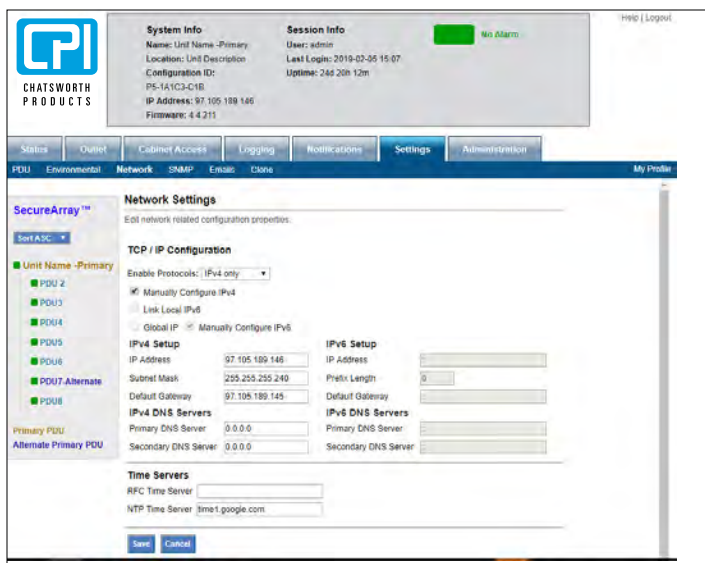 Help | Logout
CPI
CHATSWORTH
PRODUCTS
System Info
Name: Unit Name -Primary
Location: Unit Description
Configuration ID:
P5-1A1C3-C1B
IP Address: 97.105.189.146
Firmware: 4.4.211
Session Info
User: admin
Last Login: 2019-02-05 15:07
Uptime: 24d 20h 12m
No Alarm
Status Outlet Cabinet Access Logging Notifications Settings Administration
PDU Environmental Network SNMP Emails Clone My Profile
SecureArray™
Sort ASC
Unit Name -Primary
PDU 2
PDU3
PDU4
PDU5
PDU6
PDU7-Alternate
PDU8
Primary PDU
Alternate Primary PDU
Network Settings
Edit network related configuration properties.
TCP / IP Configuration
Enable Protocols: IPv4 only
Manually Configure IPv4
Link Local IPv6
Global IP Manually Configure IPv6
IPv4 Setup
IP Address 97.105.189.146
Subnet Mask 255.255.255.240
Default Gateway 97.105.189.145
IPv4 DNS Servers
Primary DNS Server 0.0.0.0
Secondary DNS Server 0.0.0.0
IPv6 Setup
IP Address
Prefix Length 0
Default Gateway
IPv6 DNS Servers
Primary DNS Server
Secondary DNS Server
Time Servers
RFC Time Server
NTP Time Server time1.google.com
Save Cancel